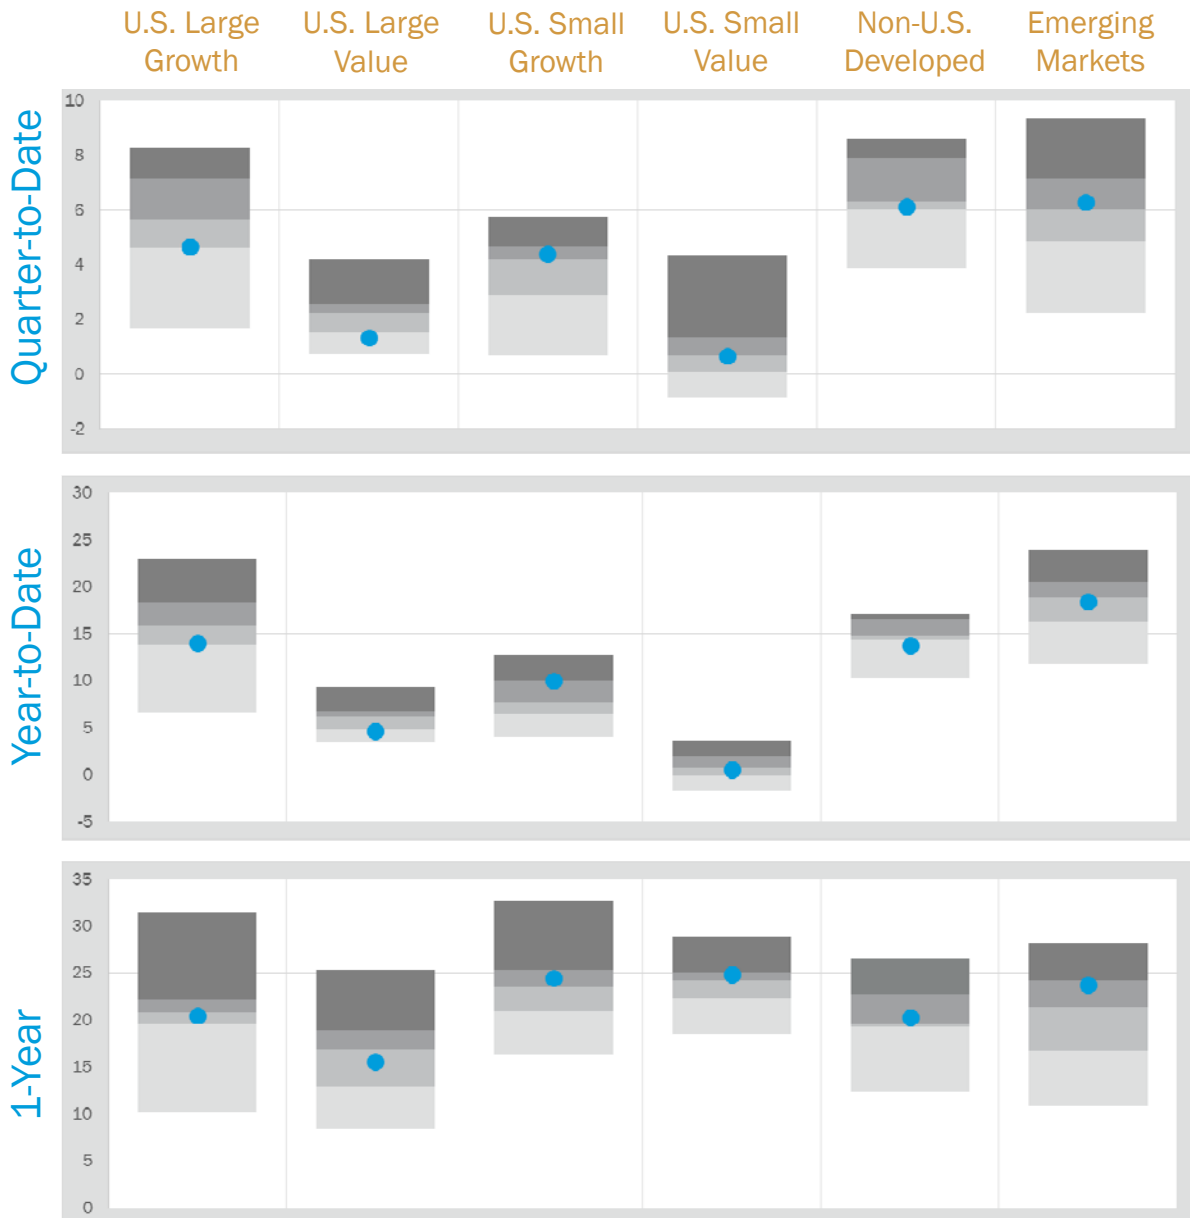 U.S. Large
Growth
U.S. Large
Value
U.S. Small
Growth
U.S. Small
Value
Non-U.S.
Developed
Emerging
Markets
Quarter-to-Date
10
8
6
4
2
0
-2
Year-to-Date
30
25
20
15
10
5
0
-5
1-Year
35
30
25
20
15
10
5
0